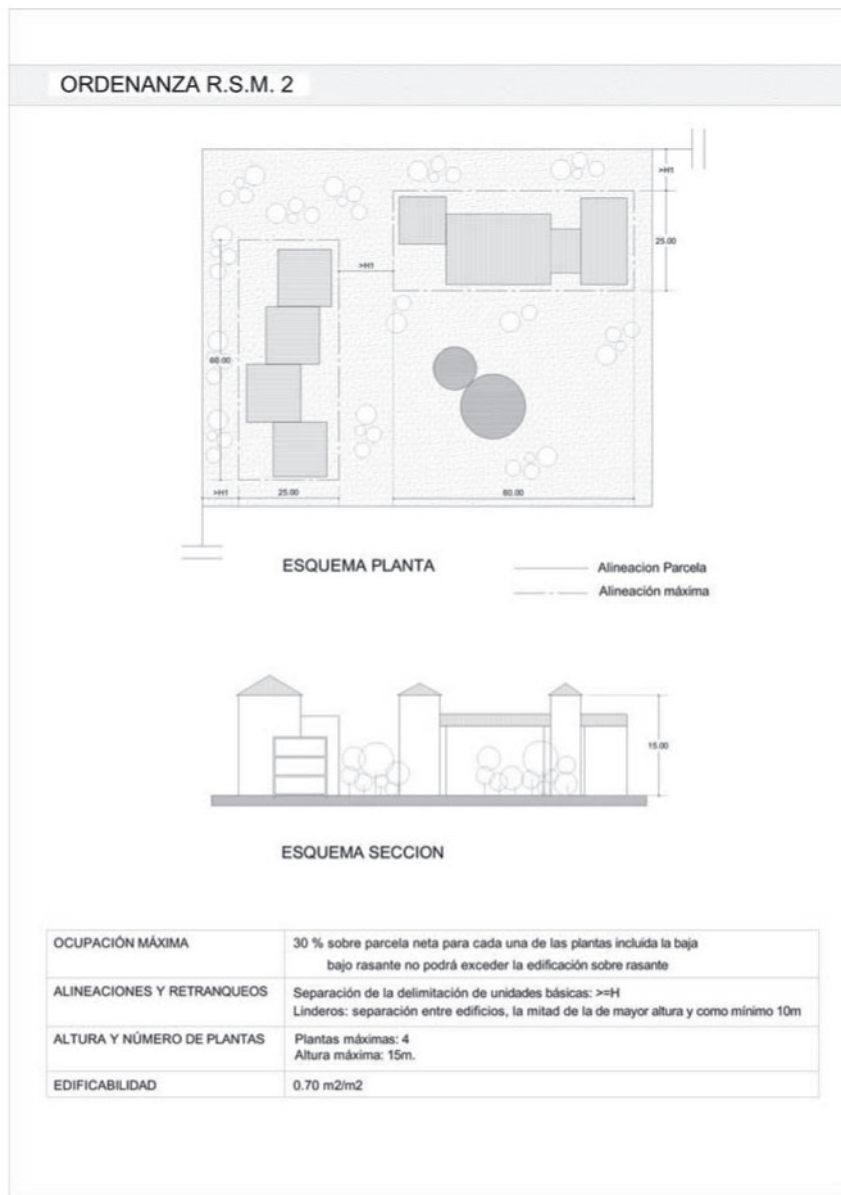 ORDENANZA R.S.M. 2
>H1
25.00
>H1
60.00
>H1
25.00
60.00
ESQUEMA PLANTA
Alineacion Parcela
Alineación máxima
15.00
ESQUEMA SECCION
OCUPACIÓN MÁXIMA
30 % sobre parcela neta para cada una de las plantas incluida la baja
bajo rasante no podrá exceder la edificación sobre rasante
ALINEACIONES Y RETRANQUEOS
Separación de la delimitación de unidades básicas: >=H
Linderos: separación entre edificios, la mitad de la de mayor altura y como mínimo 10m
ALTURA Y NÚMERO DE PLANTAS
Plantas máximas: 4
Altura máxima: 15m.
EDIFICABILIDAD
0.70 m2/m2